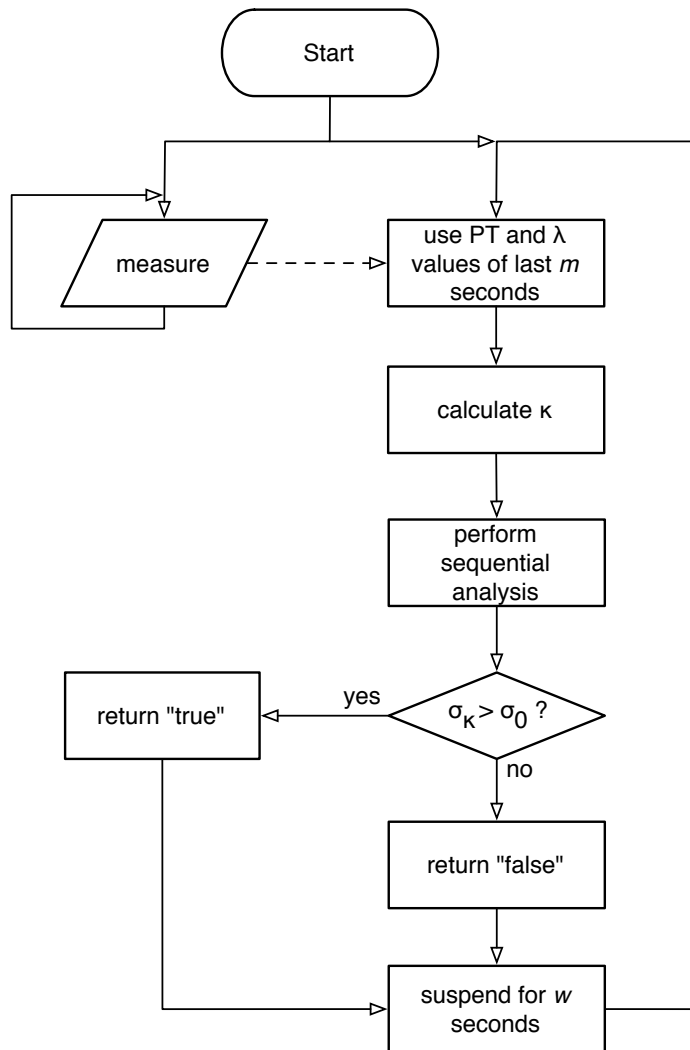 Start
measure
use PT and λ
values of last m
seconds
calculate κ
perform
sequential
analysis
σκ > σ0 ?
yes
return "true"
no
return "false"
suspend for w
seconds